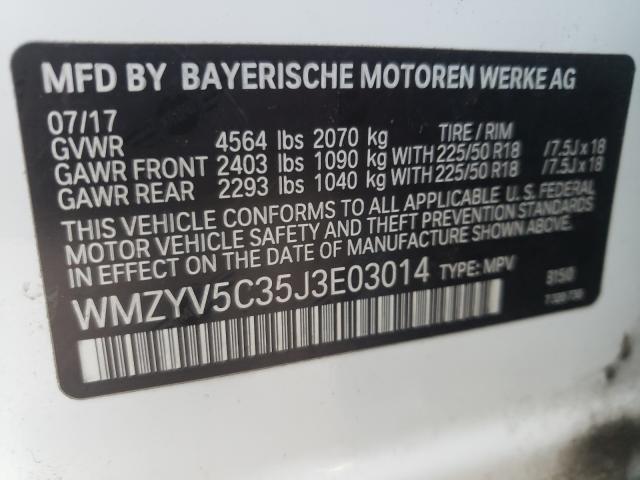 MFD BY BAYERISCHE MOTOREN WERKE AG
07/17 TIRE / RIM
GVWR 4564 lbs 2070 kg
GAWR FRONT 2403 lbs 1090 kg WITH 225/50 R18 /7.5J x 18
GAWR REAR 2293 lbs 1040 kg WITH 225/50 R18 /7.5J x 18
THIS VEHICLE CONFORMS TO ALL APPLICABLE U.S. FEDERAL
MOTOR VEHICLE SAFETY AND THEFT PREVENTION STANDARDS
IN EFFECT ON THE DATE OF MANUFACTURE SHOWN ABOVE.
WMZYV5C35J3E03014 TYPE: MPV